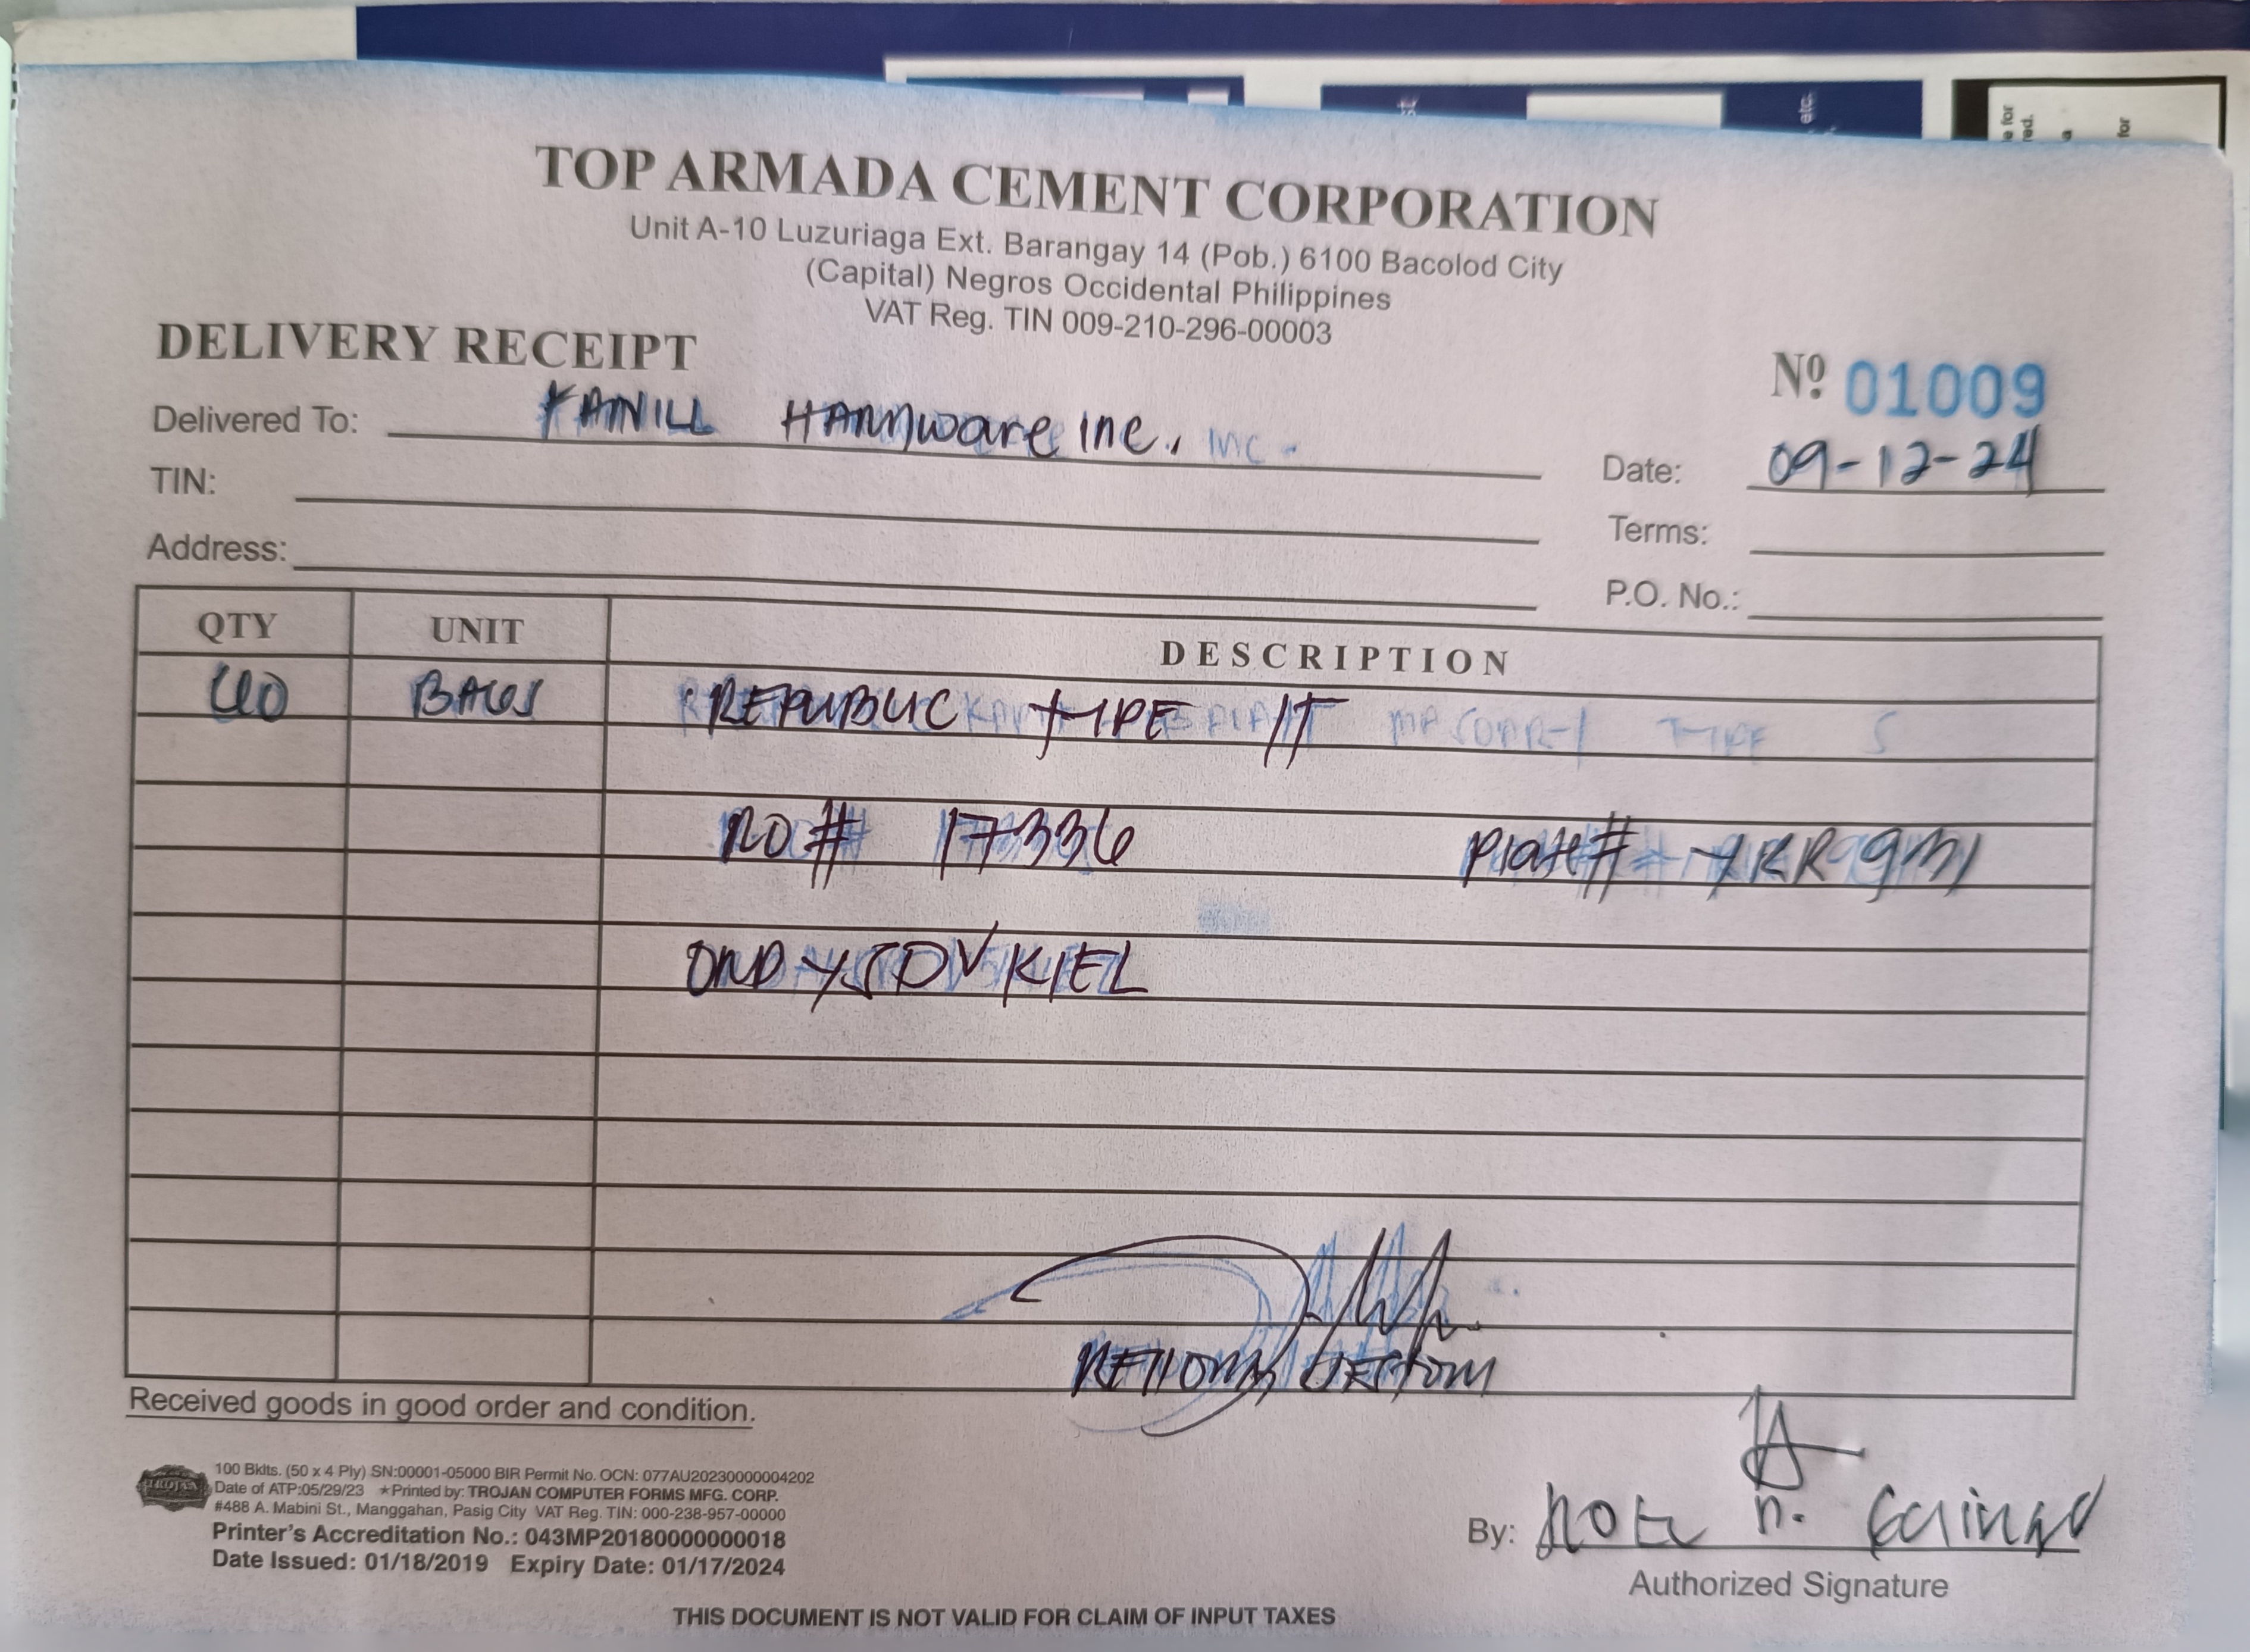 TOP ARMADA CEMENT CORPORATION
Unit A-10 Luzuriaga Ext. Barangay 14 (Pob.) 6100 Bacolod City
(Capital) Negros Occidental Philippines
VAT Reg. TIN 009-210-296-00003
DELIVERY RECEIPT
Nº 01009
Delivered To: Hardware Inc.,
Date: 09-12-24
TIN:
Terms:
Address:
P.O. No.:
QTY UNIT DESCRIPTION
BAGS REPUBLIC TYPE 1T
RO# 17336 Plate#
Received goods in good order and condition.
TROJAN
100 Bklts. (50 x 4 Ply) SN:00001-05000 BIR Permit No. OCN: 077AU20230000004202
Date of ATP:05/29/23 ★Printed by: TROJAN COMPUTER FORMS MFG. CORP.
#488 A. Mabini St., Manggahan, Pasig City VAT Reg. TIN: 000-238-957-00000
Printer's Accreditation No.: 043MP20180000000018
Date Issued: 01/18/2019 Expiry Date: 01/17/2024
By:
Authorized Signature
THIS DOCUMENT IS NOT VALID FOR CLAIM OF INPUT TAXES